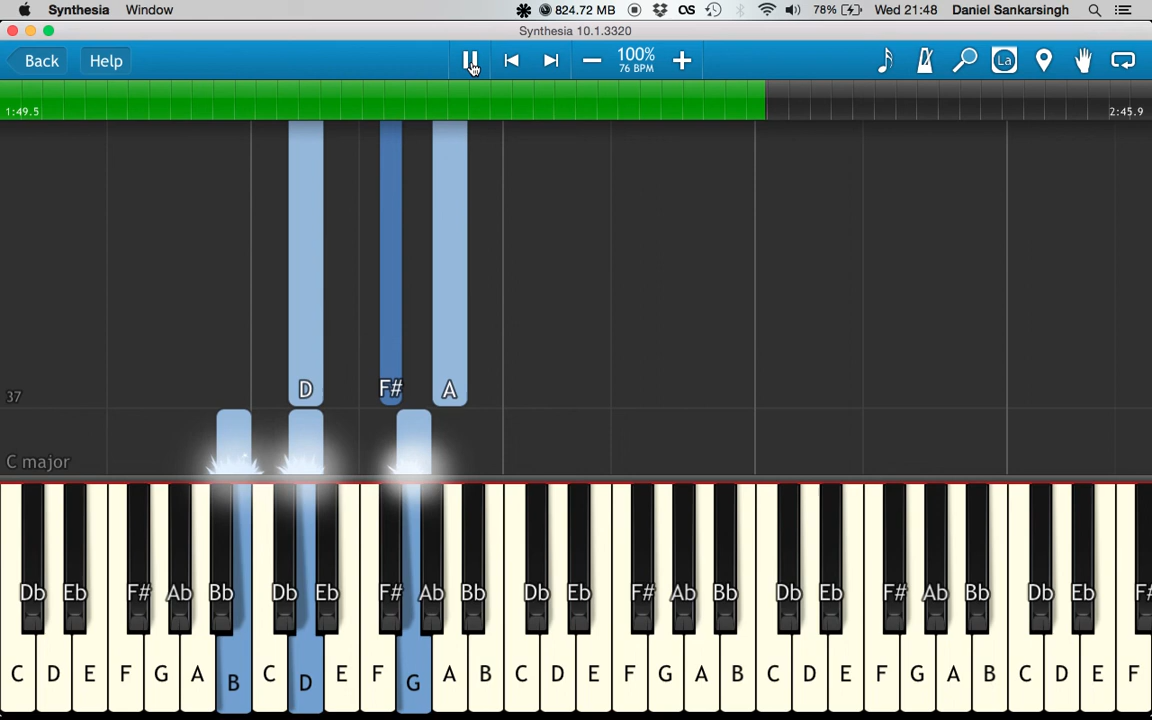 Synthesia Window 824.72 MB 78% Wed 21:48 Daniel Sankarsingh
Synthesia 10.1.3320
Back Help 100% La
76 BPM
1:49.5 2:45.9
D F# A
37
C major
Db Eb F# Ab Bb Db Eb F# Ab Bb Db Eb F# Ab Bb Db Eb F# Ab Bb Db Eb F#
C D E F G A B C D E F G A B C D E F G A B C D E F G A B C D E F